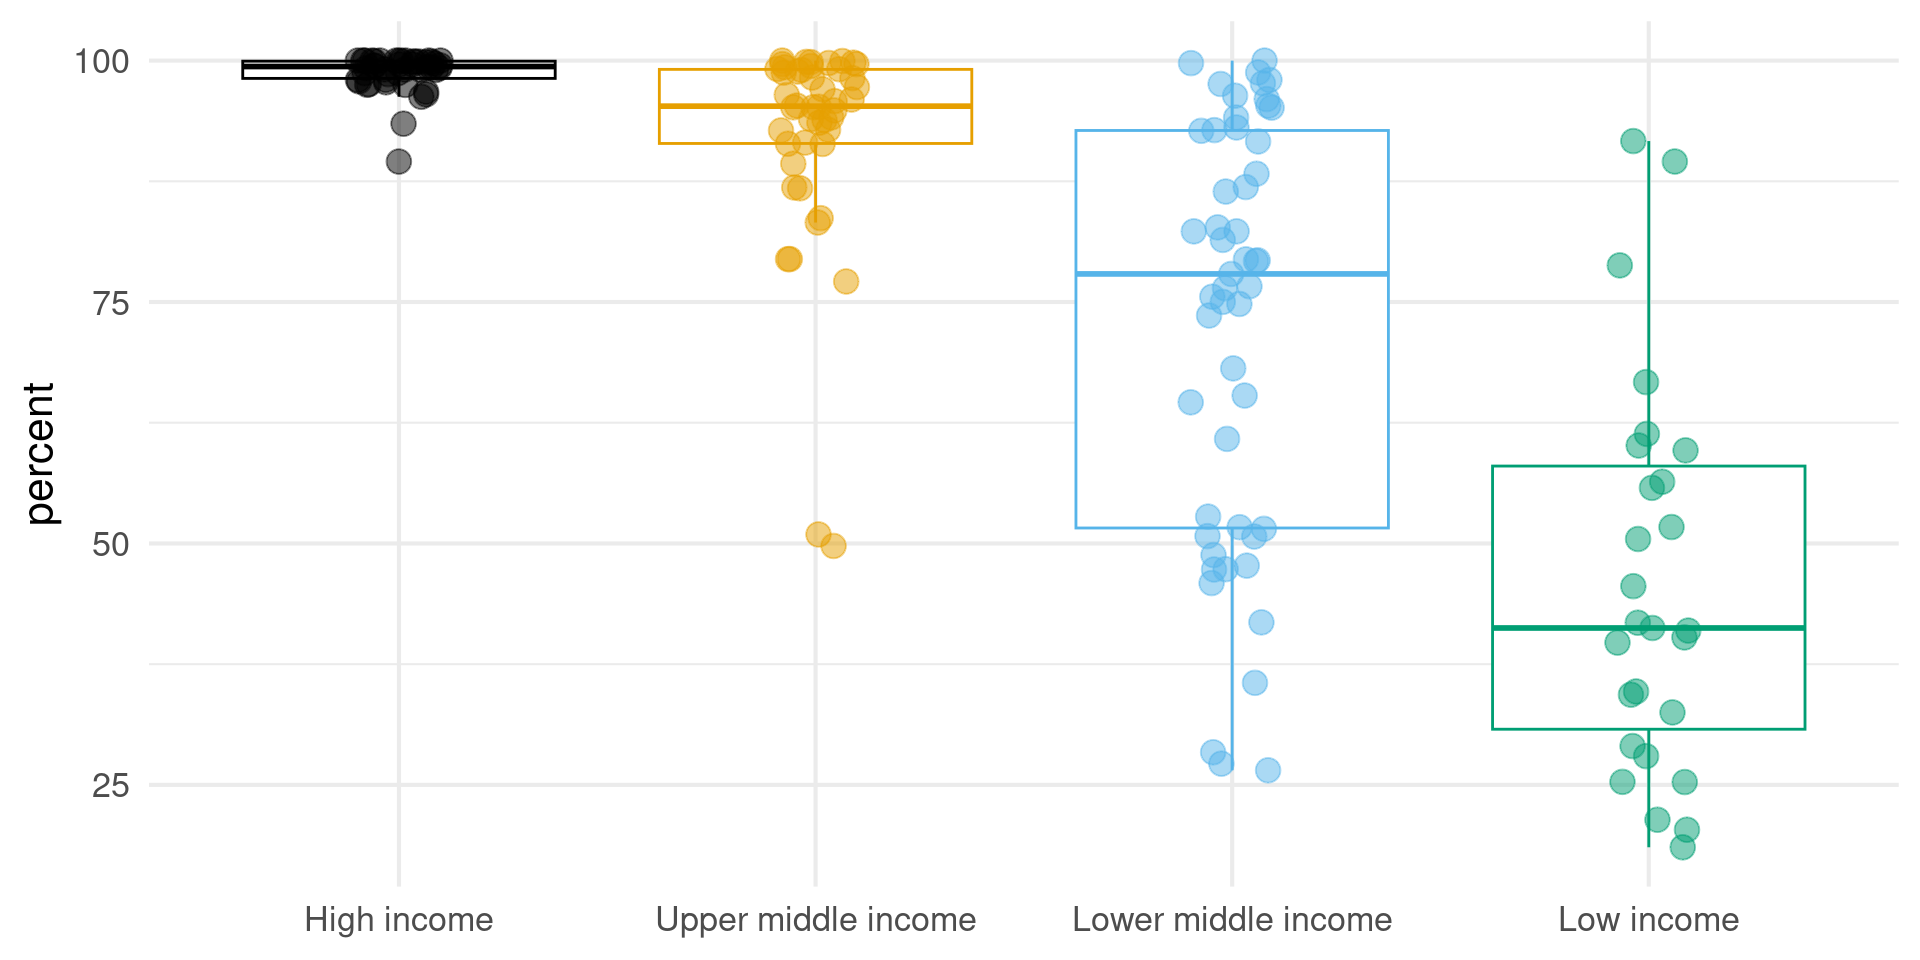 percent
100
75
50
25
High income
Upper middle income
Lower middle income
Low income